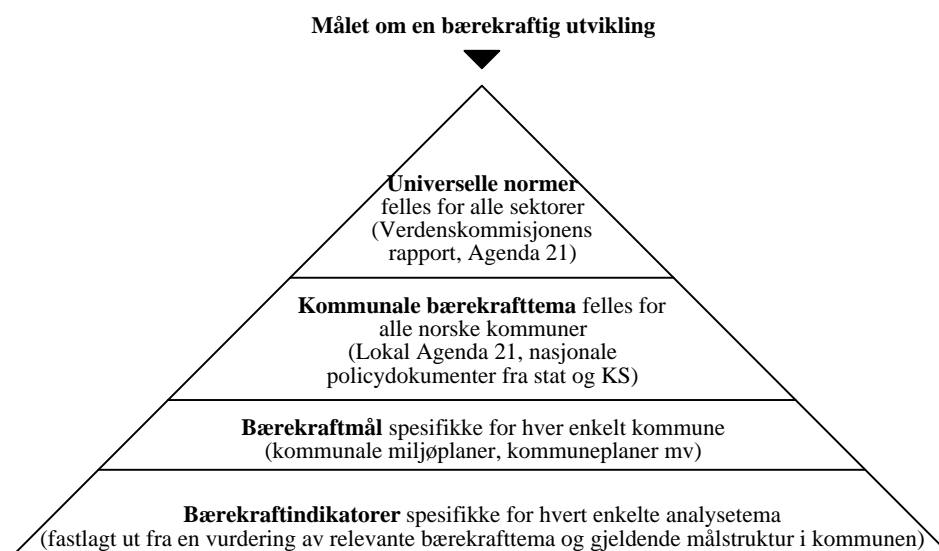 Målet om en bærekraftig utvikling
Universelle normer
felles for alle sektorer
(Verdenskommisjonens
rapport, Agenda 21)
Kommunale bærekrafttema felles for
alle norske kommuner
(Lokal Agenda 21, nasjonale
policydokumenter fra stat og KS)
Bærekraftmål spesifikke for hver enkelt kommune
(kommunale miljøplaner, kommuneplaner mv)
Bærekraftindikatorer spesifikke for hvert enkelte analysetema
(fastlagt ut fra en vurdering av relevante bærekrafttema og gjeldende målstruktur i kommunen)